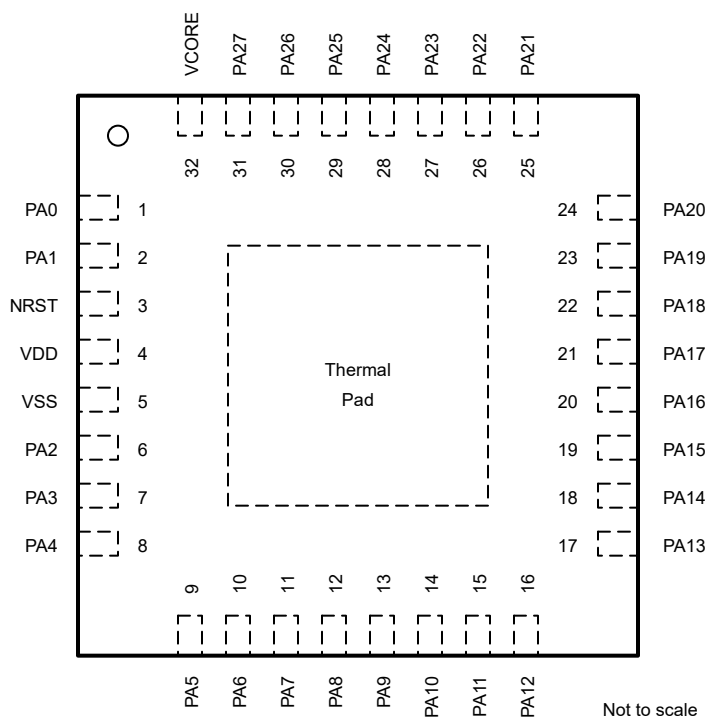 VCORE PA27 PA26 PA25 PA24 PA23 PA22 PA21
32 31 30 29 28 27 26 25
PA0 1 24 PA20
PA1 2 23 PA19
NRST 3 22 PA18
VDD 4 21 PA17
Thermal
VSS 5 20 PA16
Pad
PA2 6 19 PA15
PA3 7 18 PA14
PA4 8 17 PA13
9 10 11 12 13 14 15 16
PA5 PA6 PA7 PA8 PA9 PA10 PA11 PA12
Not to scale